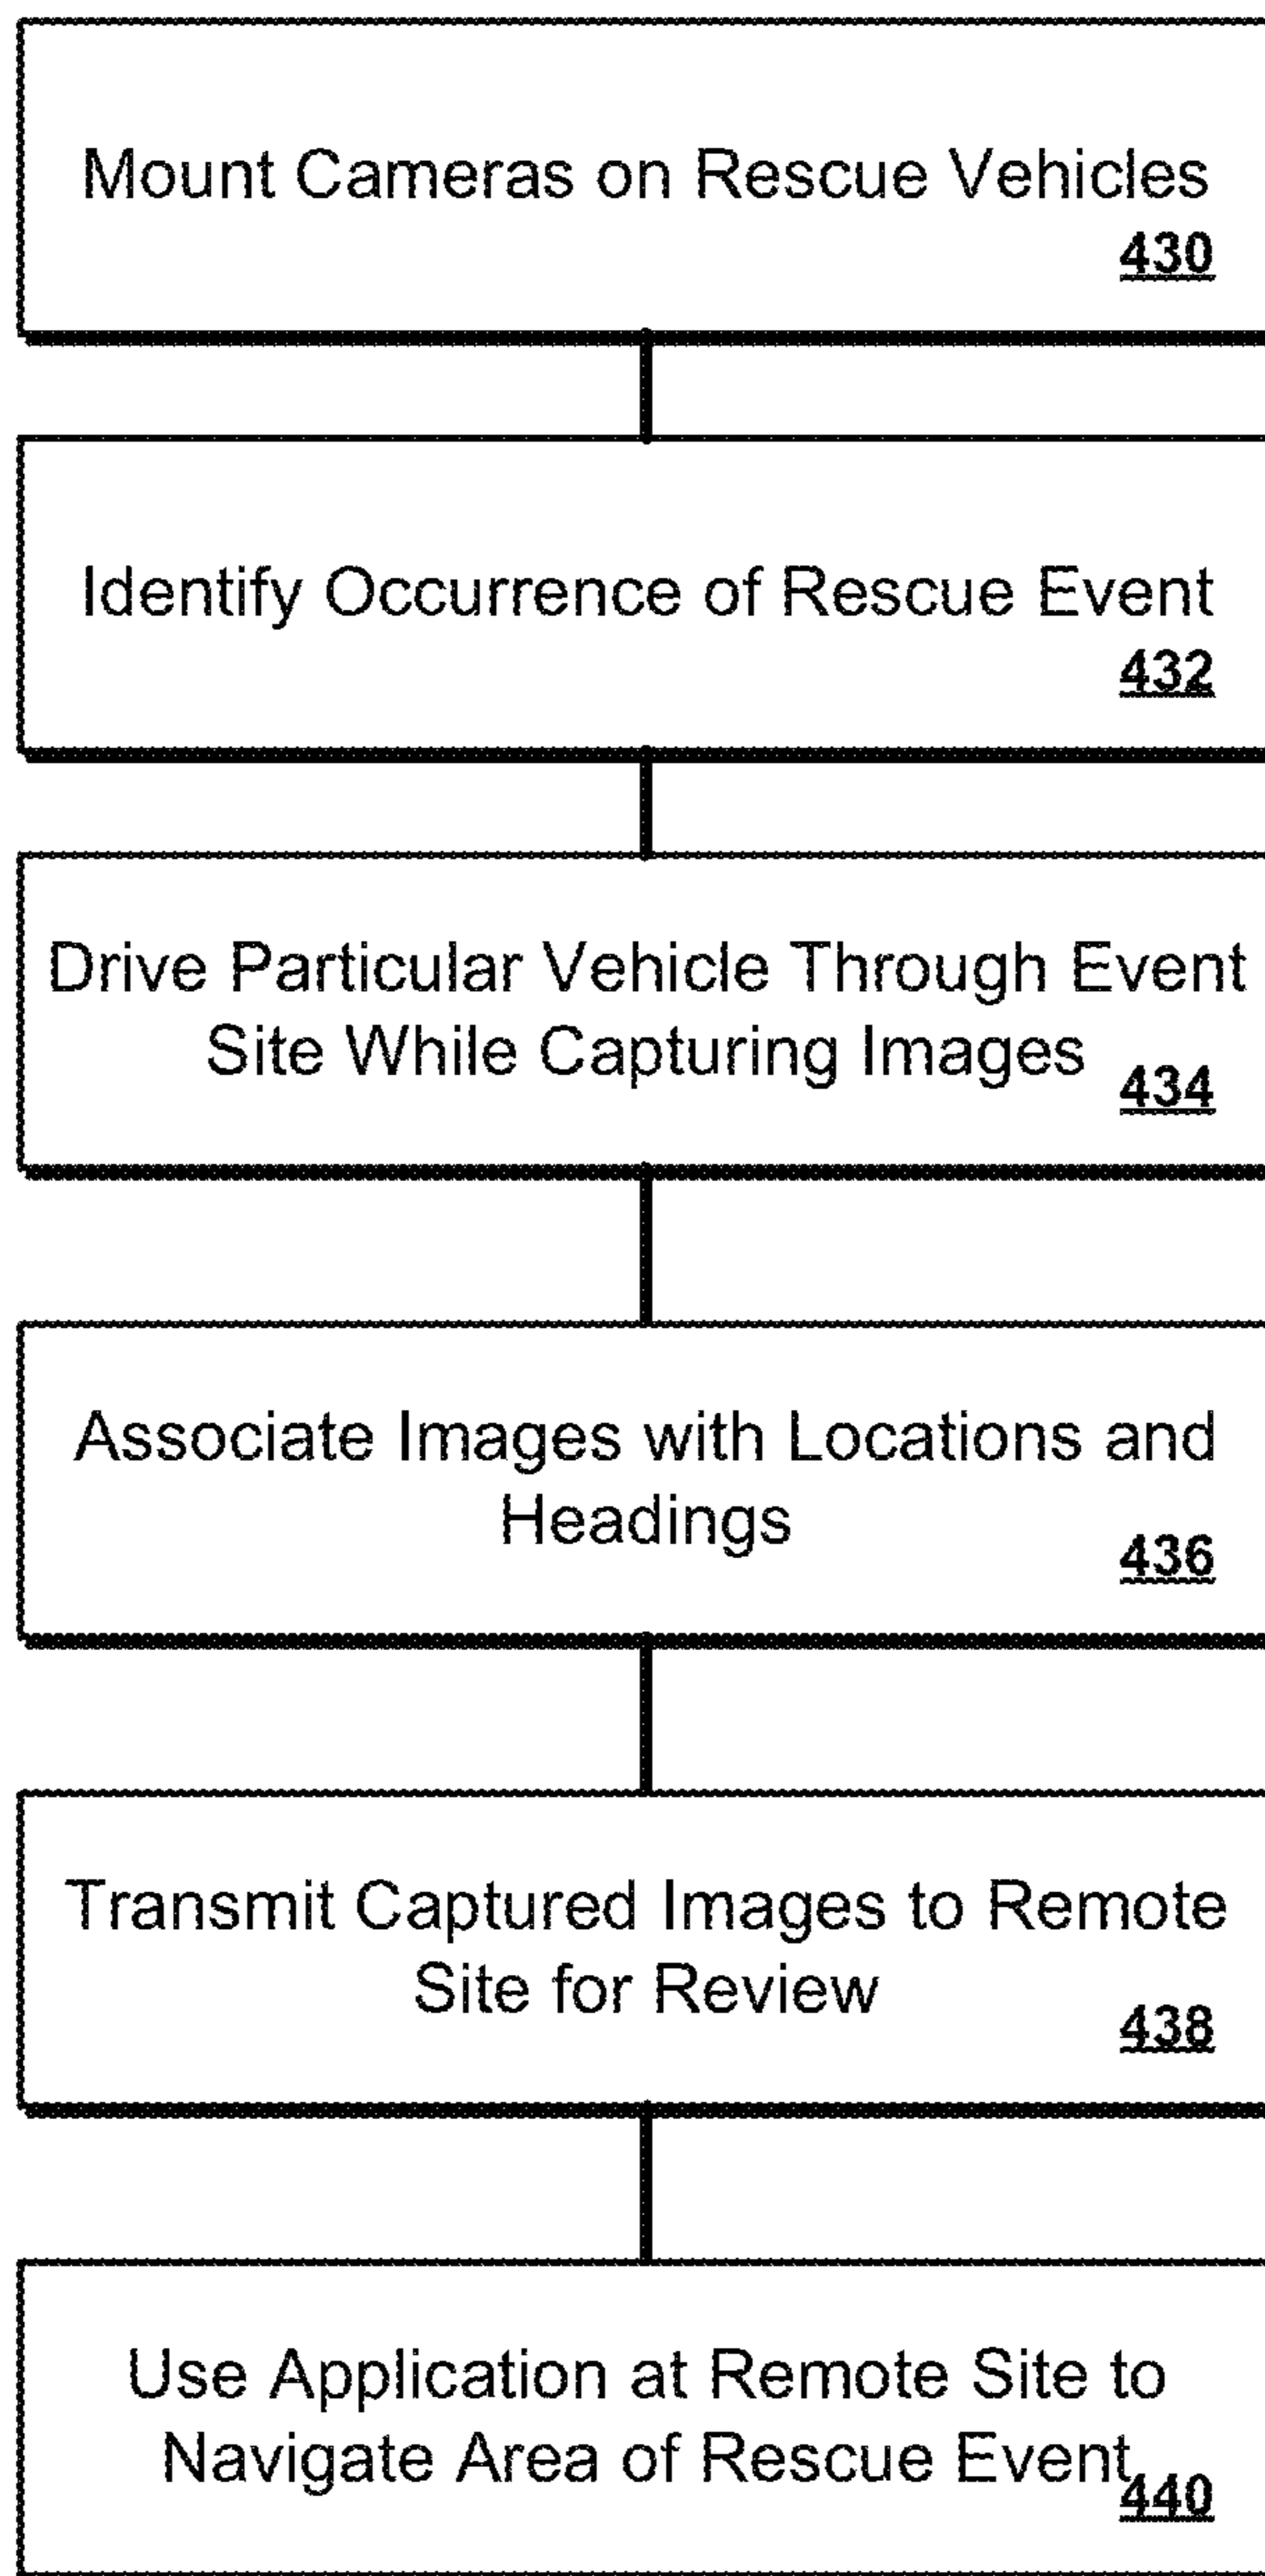 Mount Cameras on Rescue Vehicles
430
Identify Occurrence of Rescue Event
432
Drive Particular Vehicle Through Event
Site While Capturing Images
434
Associate Images with Locations and
Headings
436
Transmit Captured Images to Remote
Site for Review
438
Use Application at Remote Site to
Navigate Area of Rescue Event
440